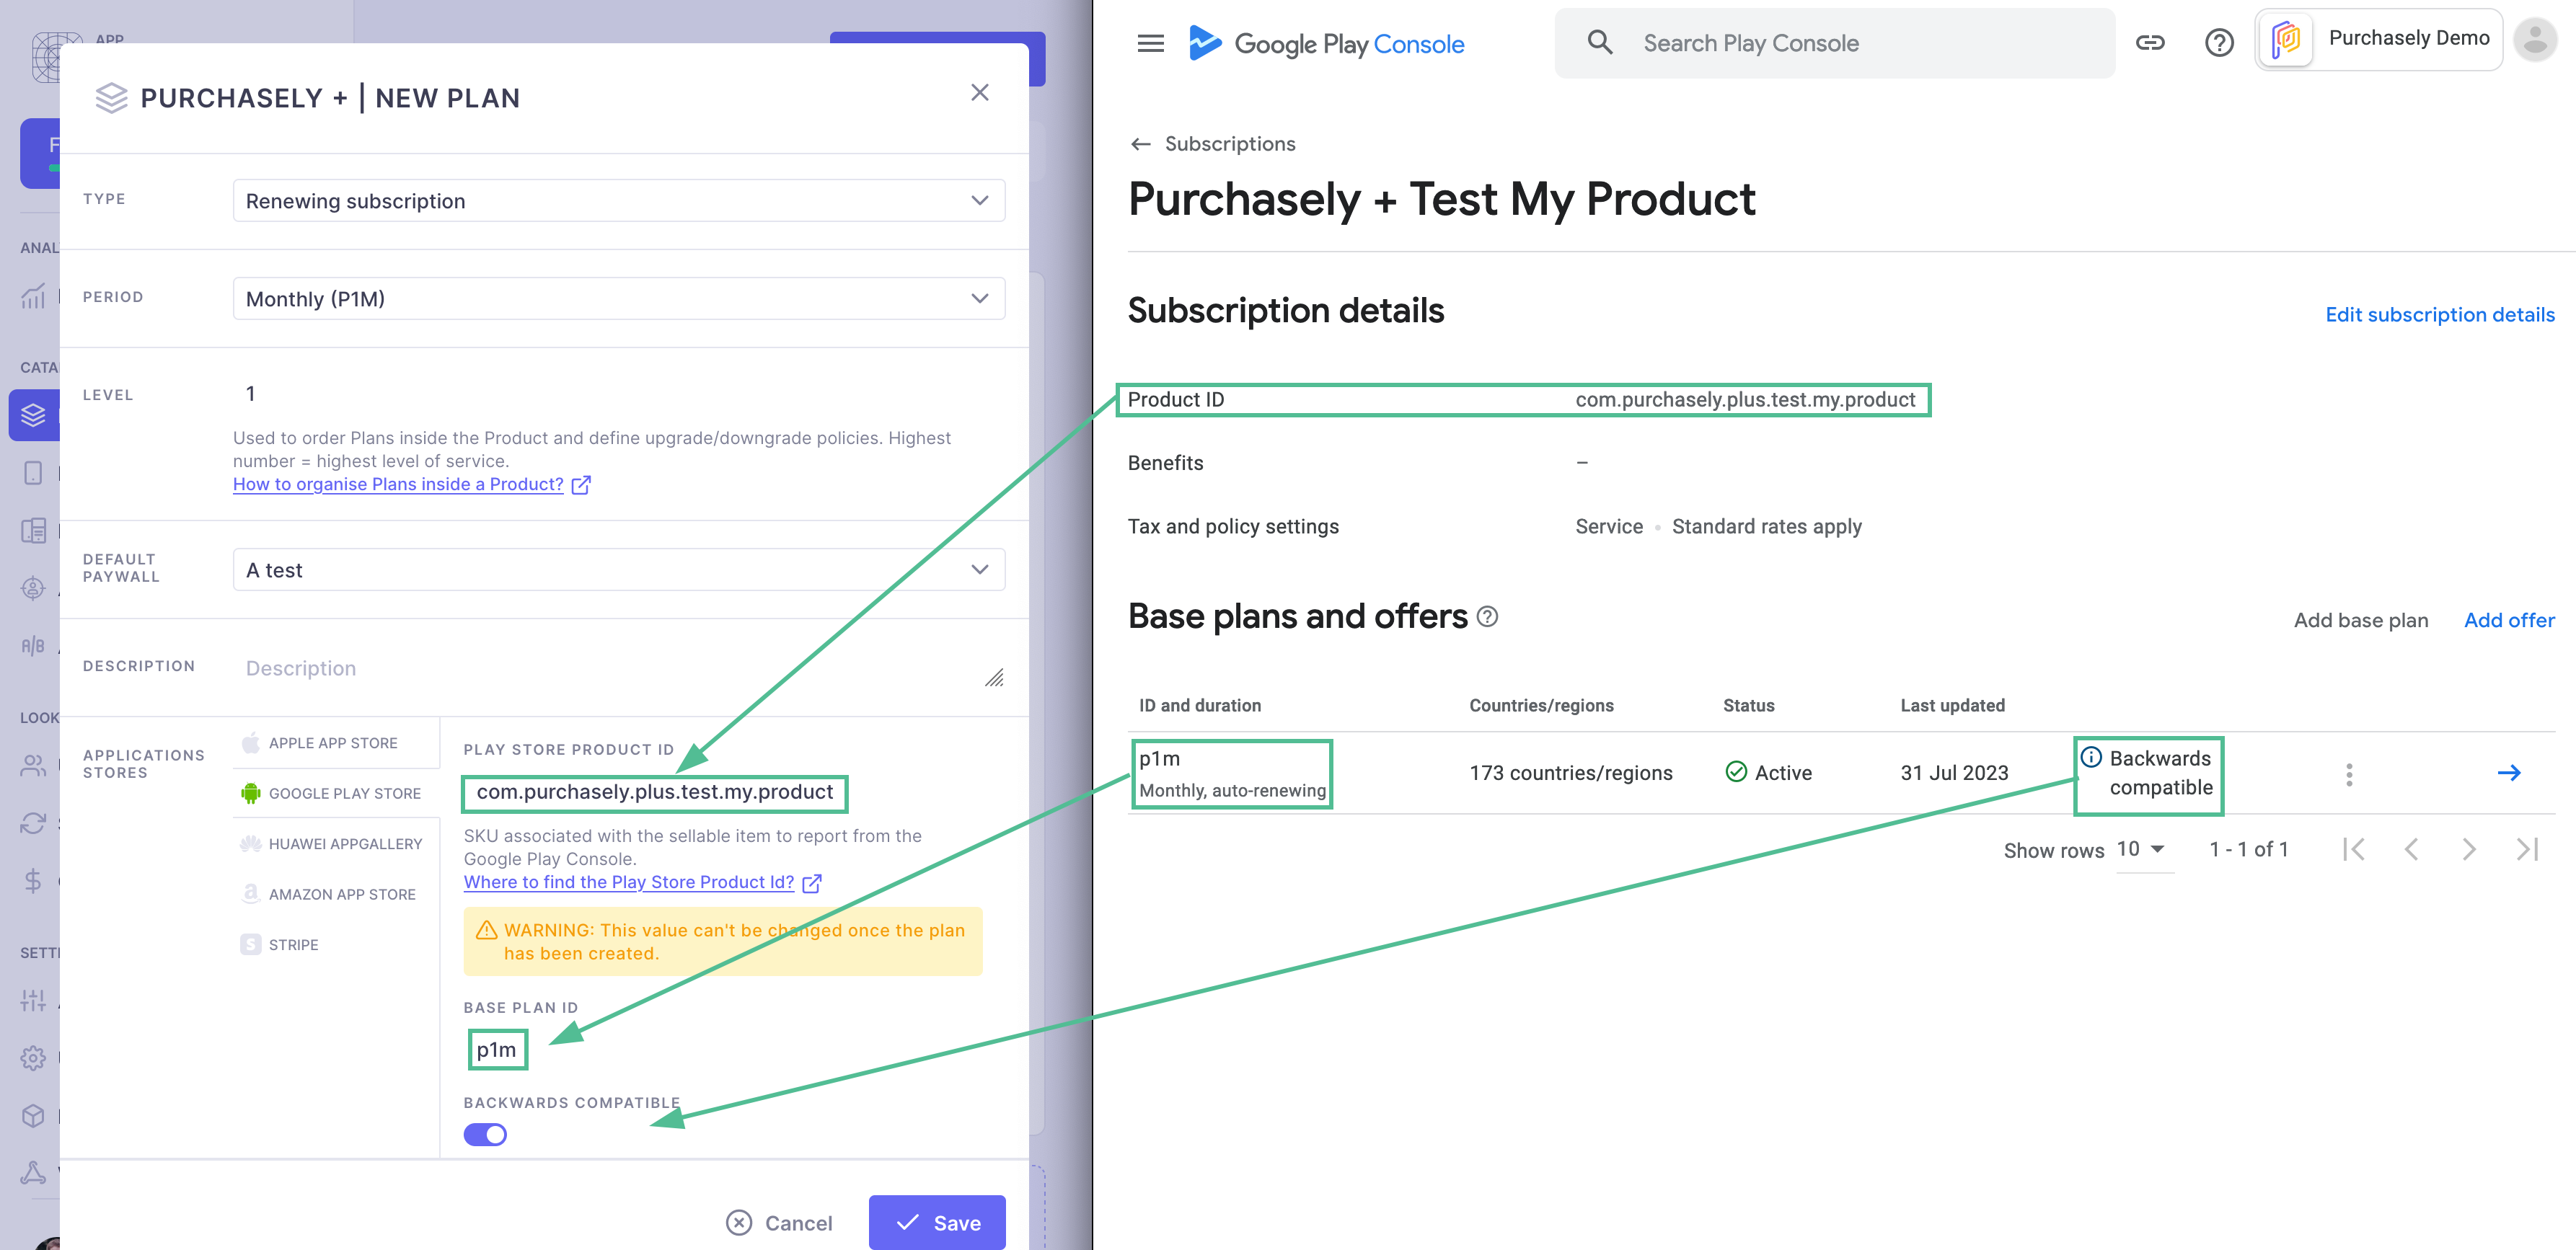 APP
PURCHASELY + | NEW PLAN
TYPE
Renewing subscription
PERIOD
Monthly (P1M)
LEVEL
1
Used to order Plans inside the Product and define upgrade/downgrade policies. Highest
number = highest level of service.
How to organise Plans inside a Product?
DEFAULT
PAYWALL
A test
DESCRIPTION
Description
APPLICATIONS
STORES
APPLE APP STORE
GOOGLE PLAY STORE
HUAWEI APPGALLERY
AMAZON APP STORE
STRIPE
PLAY STORE PRODUCT ID
com.purchasely.plus.test.my.product
SKU associated with the sellable item to report from the
Google Play Console.
Where to find the Play Store Product Id?
WARNING: This value can't be changed once the plan
has been created.
BASE PLAN ID
p1m
BACKWARDS COMPATIBLE
Cancel
Save
ANAL
CATA
A/B
LOOK
SETTI
Google Play Console
Search Play Console
Purchasely Demo
Subscriptions
Purchasely + Test My Product
Subscription details
Edit subscription details
Product ID
com.purchasely.plus.test.my.product
Benefits
–
Tax and policy settings
Service • Standard rates apply
Base plans and offers
Add base plan
Add offer
ID and duration
Countries/regions
Status
Last updated
p1m
Monthly, auto-renewing
173 countries/regions
Active
31 Jul 2023
Backwards
compatible
Show rows
10
1 - 1 of 1